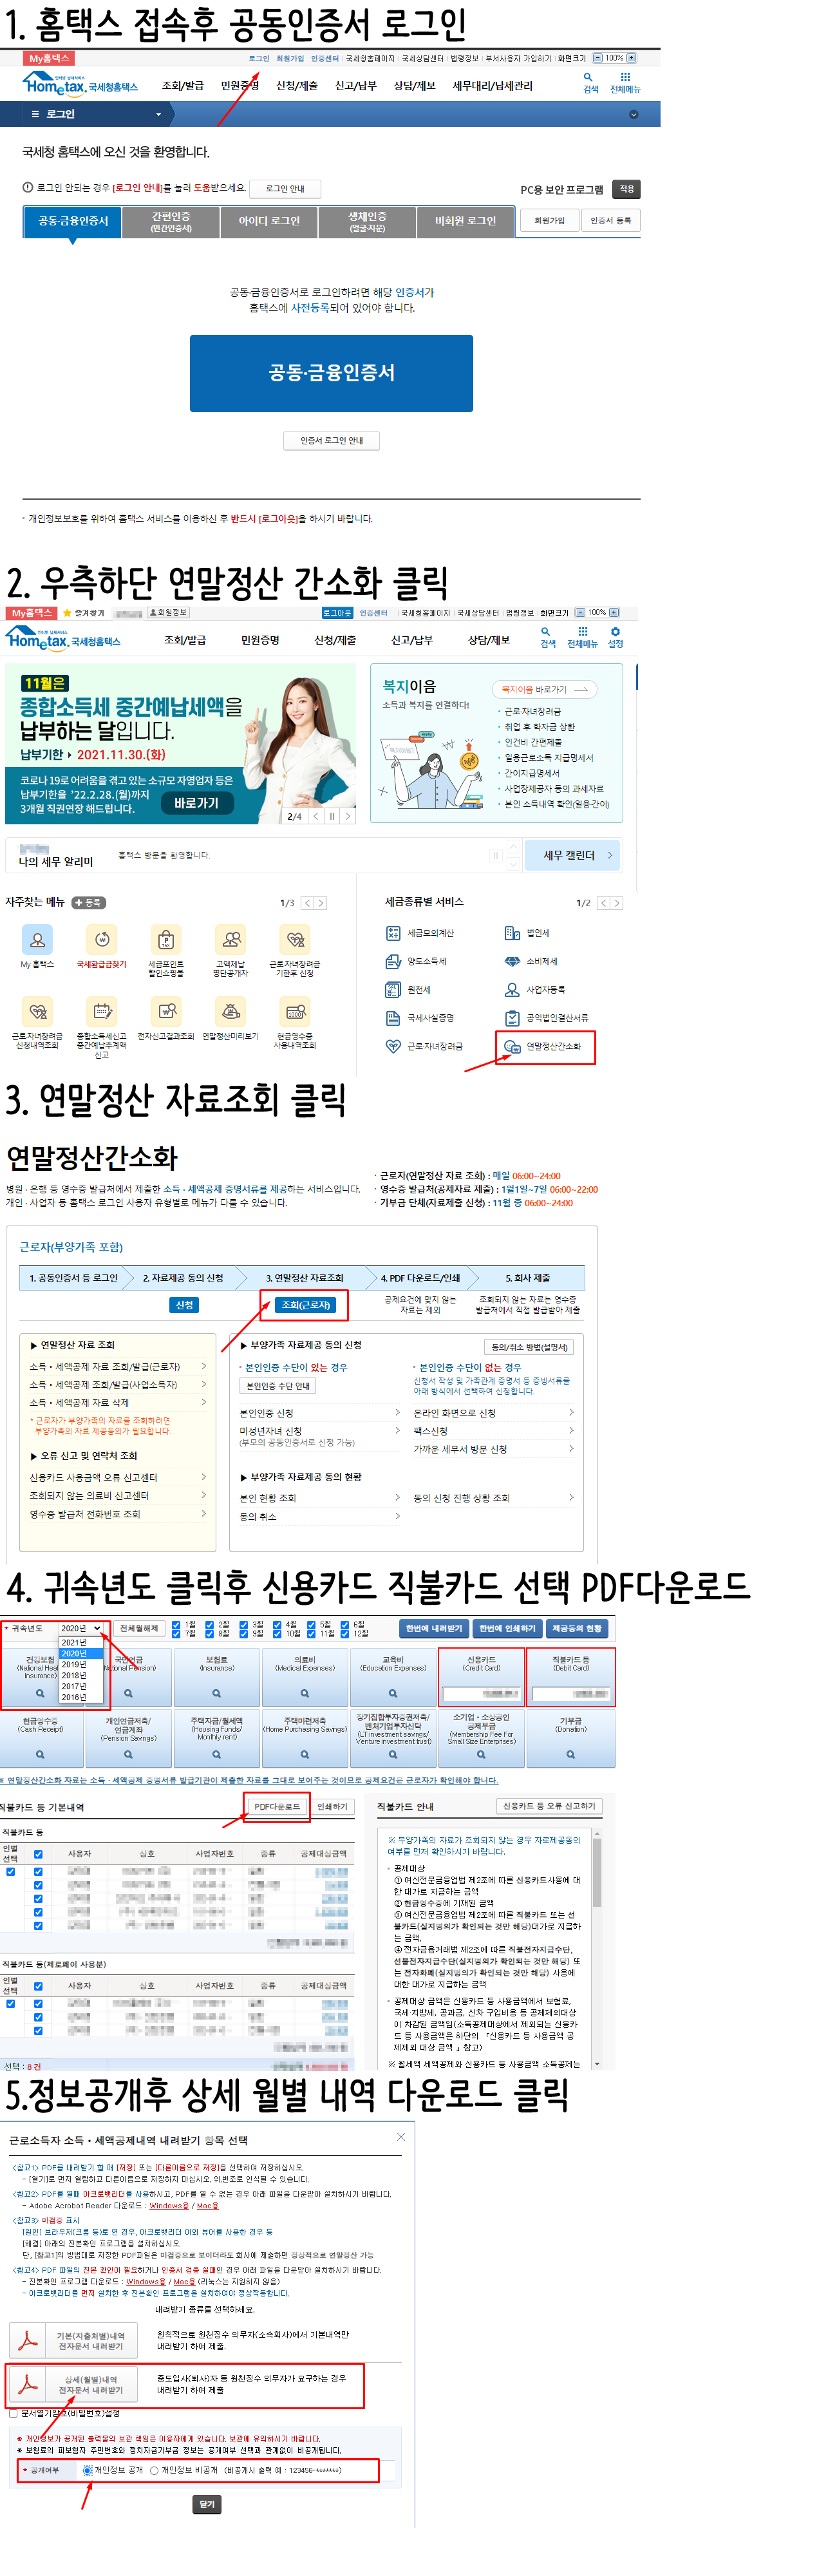 1. 홈택스 접속후 공동인증서 로그인
My홈택스
로그인 회원가입 인증센터 국세청홈페이지 국세상담센터 법령정보 부서사용자 가입하기 화면크기 100%
Hometax. 국세청홈택스
조회/발급 민원증명 신청/제출 신고/납부 상담/제보 세무대리/납세관리
검색 전체메뉴
로그인
국세청 홈택스에 오신 것을 환영합니다.
로그인 안되는 경우 [로그인 안내]를 눌러 도움받으세요. 로그인 안내
PC용 보안 프로그램 적용
공동·금융인증서 간편인증 아이디 로그인 생체인증 비회원 로그인 회원가입 인증서 등록
(민간인증서) (얼굴·지문)
공동·금융인증서로 로그인하려면 해당 인증서가
홈택스에 사전등록되어 있어야 합니다.
공동·금융인증서
인증서 로그인 안내
개인정보보호를 위하여 홈택스 서비스를 이용하신 후 반드시 [로그아웃]을 하시기 바랍니다.
2. 우측하단 연말정산 간소화 클릭
My홈택스 즐겨찾기 회원정보
로그아웃 인증센터 국세청홈페이지 국세상담센터 법령정보 화면크기 100%
Hometax. 국세청홈택스
조회/발급 민원증명 신청/제출 신고/납부 상담/제보
검색 전체메뉴 설정
11월은
종합소득세 중간예납세액을
납부하는 달입니다.
납부기한 2021.11.30.(화)
코로나 19로 어려움을 겪고 있는 소규모 자영업자 등은
납부기한을 '22.2.28.(월)까지
3개월 직권연장 해드립니다.
바로가기
2/4
복지이음
소득과 복지를 연결하다!
복지이음 바로가기
근로·자녀장려금
취업 후 학자금 상환
인건비 간편제출
일용근로소득 지급명세서
간이지급명세서
사업장제공자 등의 과세자료
본인 소득내역 확인(일용·간이)
나의 세무 알리미
홈택스 방문을 환영합니다.
세무 캘린더
자주찾는 메뉴 등록 1/3
My 홈택스 국세환급금찾기 세금포인트 고액체납 근로·자녀장려금
할인쇼핑몰 명단공개자 기한후 신청
근로·자녀장려금 종합소득세신고 전자신고결과조회 연말정산미리보기 현금영수증
신청내역조회 중간예납추계액 사용내역조회
신고
세금종류별 서비스 1/2
세금모의계산 법인세
양도소득세 소비제세
원천세 사업자등록
국세사실증명 공익법인결산서류
근로·자녀장려금 연말정산간소화
3. 연말정산 자료조회 클릭
연말정산간소화
병원·은행 등 영수증 발급처에서 제출한 소득·세액공제 증명서류를 제공하는 서비스입니다.
개인·사업자 등 홈택스 로그인 사용자 유형별로 메뉴가 다를 수 있습니다.
근로자(연말정산 자료 조회) : 매일 06:00~24:00
영수증 발급처(공제자료 제출) : 1월1일~7일 06:00~22:00
기부금 단체(자료제출 신청) : 11월 중 06:00~24:00
근로자(부양가족 포함)
1. 공동인증서 등 로그인 2. 자료제공 동의 신청 3. 연말정산 자료조회 4. PDF 다운로드/인쇄 5. 회사 제출
신청 조회(근로자)
공제요건에 맞지 않는
자료는 제외
조회되지 않는 자료는 영수증
발급처에서 직접 발급받아 제출
▶ 연말정산 자료 조회
소득·세액공제 자료 조회/발급(근로자)
소득·세액공제 조회/발급(사업소득자)
소득·세액공제 자료 삭제
* 근로자가 부양가족의 자료를 조회하려면
부양가족의 자료 제공동의가 필요합니다.
▶ 오류 신고 및 연락처 조회
신용카드 사용금액 오류 신고센터
조회되지 않는 의료비 신고센터
영수증 발급처 전화번호 조회
▶ 부양가족 자료제공 동의 신청 동의/취소 방법(설명서)
본인인증 수단이 있는 경우
본인인증 수단 안내
본인인증 신청
미성년자녀 신청
(부모의 공동인증서로 신청 가능)
본인인증 수단이 없는 경우
신청서 작성 및 가족관계 증명서 등 증빙서류를
아래 방식에서 선택하여 신청합니다.
온라인 화면으로 신청
팩스신청
가까운 세무서 방문 신청
▶ 부양가족 자료제공 동의 현황
본인 현황 조회 동의 신청 진행 상황 조회
동의 취소
4. 귀속년도 클릭후 신용카드 직불카드 선택 PDF다운로드
* 귀속년도 2020년 전체월해제 1월 2월 3월 4월 5월 6월
7월 8월 9월 10월 11월 12월
한번에 내려받기 한번에 인쇄하기 제공동의 현황
2021년
2020년
2019년
2018년
2017년
2016년
건강보험 국민연금 보험료 의료비 교육비 신용카드 직불카드 등
(Insurance) (Medical Expenses) (Education Expenses) (Credit Card) (Debit Card)
Insurance)
현금영수증 개인연금저축/ 주택자금/월세액 주택마련저축 장기집합투자증권저축/ 소기업·소상공인 기부금
(Cash Receipt) 연금계좌 (Housing Funds/ (Home Purchasing Savings) 벤처기업투자신탁 공제부금 (Donation)
(Pension Savings) Monthly rent) (LT investment savings/ (Membership Fee For
Venture investment trust) Small Size Enterprises)
※ 연말정산간소화 자료는 소득·세액공제 증명서류 발급기관이 제출한 자료를 그대로 보여주는 것이므로 공제요건은 근로자가 확인해야 합니다.
직불카드 등 기본내역 PDF다운로드 인쇄하기
직불카드 등
인별 선택 사용자 상호 사업자번호 종류 공제대상금액
직불카드 등(제로페이 사용분)
인별 선택 사용자 상호 사업자번호 종류 공제대상금액
선택 : 8 건
직불카드 안내 신용카드 등 오류 신고하기
※ 부양가족의 자료가 조회되지 않는 경우 자료제공동의
여부를 먼저 확인하시기 바랍니다.
공제대상
① 여신전문금융업법 제2조에 따른 신용카드사용에 대
한 대가로 지급하는 금액
② 현금영수증에 기재된 금액
③ 여신전문금융업법 제2조에 따른 직불카드 또는 선
불카드(실지명의가 확인되는 것만 해당)대가로 지급하
는 금액,
④ 전자금융거래법 제2조에 따른 직불전자지급수단,
선불전자지급수단(실지명의가 확인되는 것만 해당) 또
는 전자화폐(실지명의가 확인되는 것만 해당) 사용에
대한 대가로 지급하는 금액
공제대상 금액은 신용카드 등 사용금액에서 보험료,
국세·지방세, 공과금, 신차 구입비용 등 공제제외대상
이 차감된 금액임(소득공제대상에서 제외되는 신용카
드 등 사용금액은 하단의 『신용카드 등 사용금액 공
제제외 대상 금액 』참고)
※ 월세액 세액공제와 신용카드 등 사용금액 소득공제는
5.정보공개후 상세 월별 내역 다운로드 클릭
근로소득자 소득·세액공제내역 내려받기 항목 선택
<참고1> PDF를 내려받기 할 때 [저장] 또는 [다른이름으로 저장]을 선택하여 저장하십시오.
- [열기]로 먼저 열람하고 다른이름으로 저장하지 마십시오. 위,변조로 인식될 수 있습니다.
<참고2> PDF를 열때 아크로뱃리더를 사용하시고, PDF를 열 수 없는 경우 아래 파일을 다운받아 설치하시기 바랍니다.
- Adobe Acrobat Reader 다운로드 : Windows용 / Mac용
<참고3> 미검증 표시
[원인] 브라우저(크롬 등)로 연 경우, 아크로뱃리더 이외 뷰어를 사용한 경우 등
[해결] 아래의 진본확인 프로그램을 설치하십시오.
단, [참고1]의 방법대로 저장한 PDF파일은 미검증으로 보이더라도 회사에 제출하면 정상적으로 연말정산 가능
<참고4> PDF 파일의 진본 확인이 필요하거나 인증서 검증 실패인 경우 아래 파일을 다운받아 설치하시기 바랍니다.
- 진본확인 프로그램 다운로드 : Windows용 / Mac용 (리눅스는 지원하지 않음)
- 아크로뱃리더를 먼저 설치한 후 진본확인 프로그램을 설치하여야 정상작동합니다.
내려받기 종류를 선택하세요.
기본(지출처별)내역
전자문서 내려받기
원칙적으로 원천징수 의무자(소속회사)에서 기본내역만
내려받기 하여 제출.
상세(월별)내역
전자문서 내려받기
중도입사(퇴사)자 등 원천징수 의무자가 요구하는 경우
내려받기 하여 제출
문서열기암호(비밀번호)설정
※ 개인정보가 공개된 출력물의 보관 책임은 이용자에게 있습니다. 보관에 유의하시기 바랍니다.
※ 보험료의 피보험자 주민번호와 정치자금기부금 정보는 공개여부 선택과 관계없이 비공개됩니다.
* 공개여부 개인정보 공개 개인정보 비공개 (비공개시 출력 예 : 123456-*******)
닫기